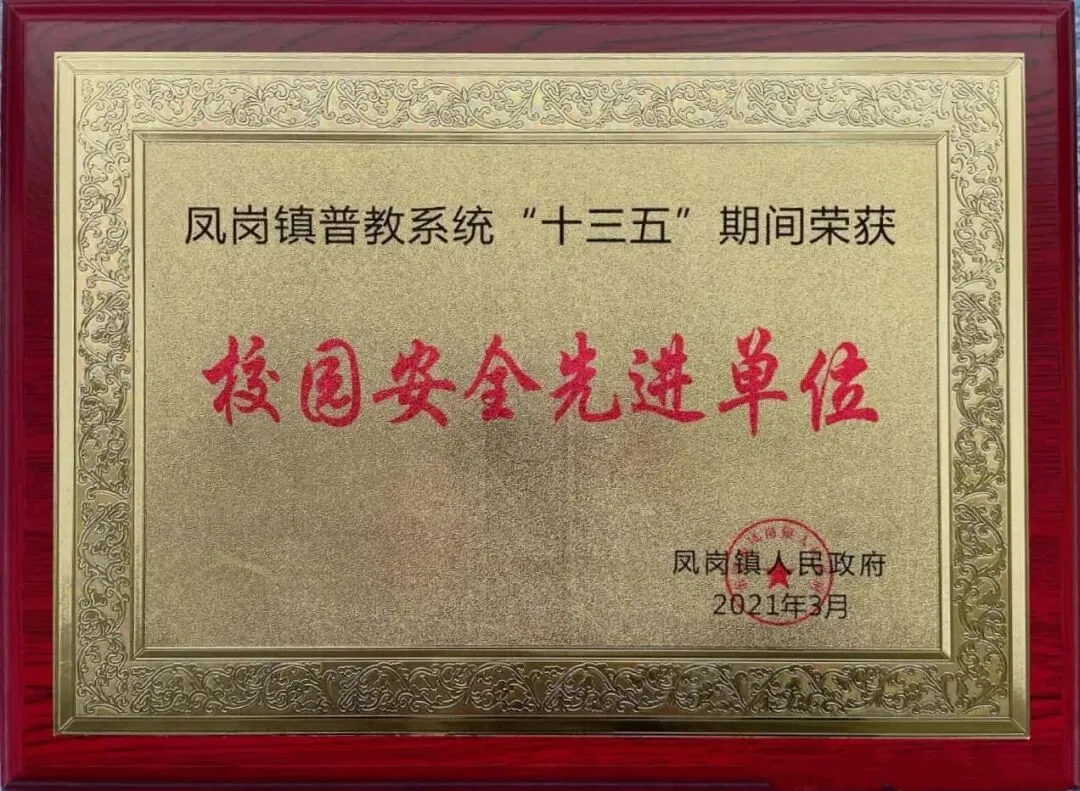 凤岗镇普教系统“十三五”期间荣获
校园安全先进单位
凤岗镇人民政府
2021年3月